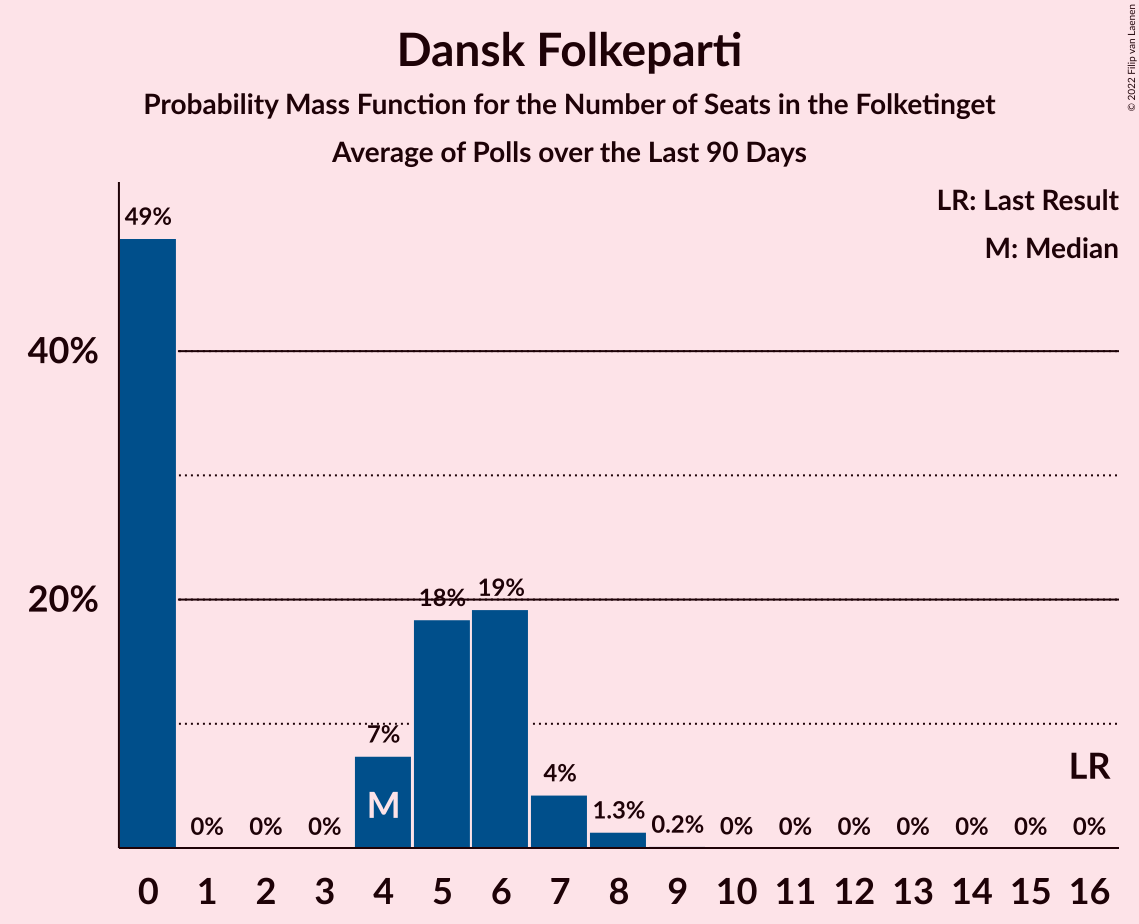 Dansk Folkeparti
Probability Mass Function for the Number of Seats in the Folketinget
Average of Polls over the Last 90 Days
© 2022 Filip van Laenen
LR: Last Result
M: Median
49%
40%
20%
18%
19%
7%
4%
1.3%
0.2%
0% 0% 0% 0% 0% 0% 0% 0% 0% 0%
M
LR
0 1 2 3 4 5 6 7 8 9 10 11 12 13 14 15 16